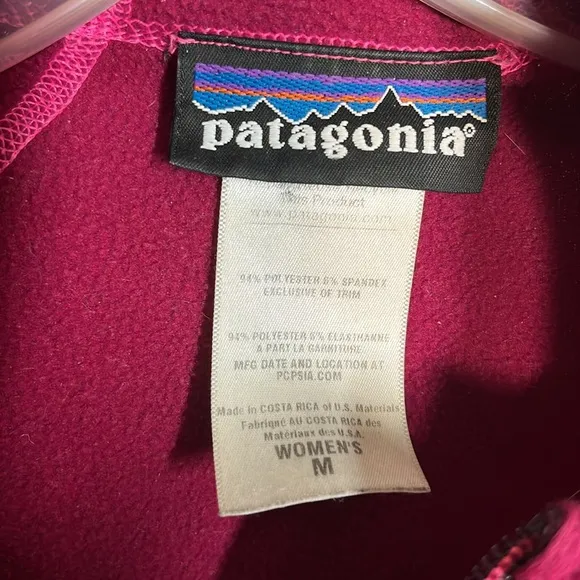 patagonia®
This Product
www.patagonia.com
94% POLYESTER 6% SPANDEX
EXCLUSIVE OF TRIM
94% POLYESTER 6% ELASTHANNE
A PART LA GARNITURE
MFG DATE AND LOCATION AT
PCPSIA.COM
Made in COSTA RICA of U.S. Materials
Fabriqué AU COSTA RICA des
Matériaux des U.S.A.
WOMEN'S
M